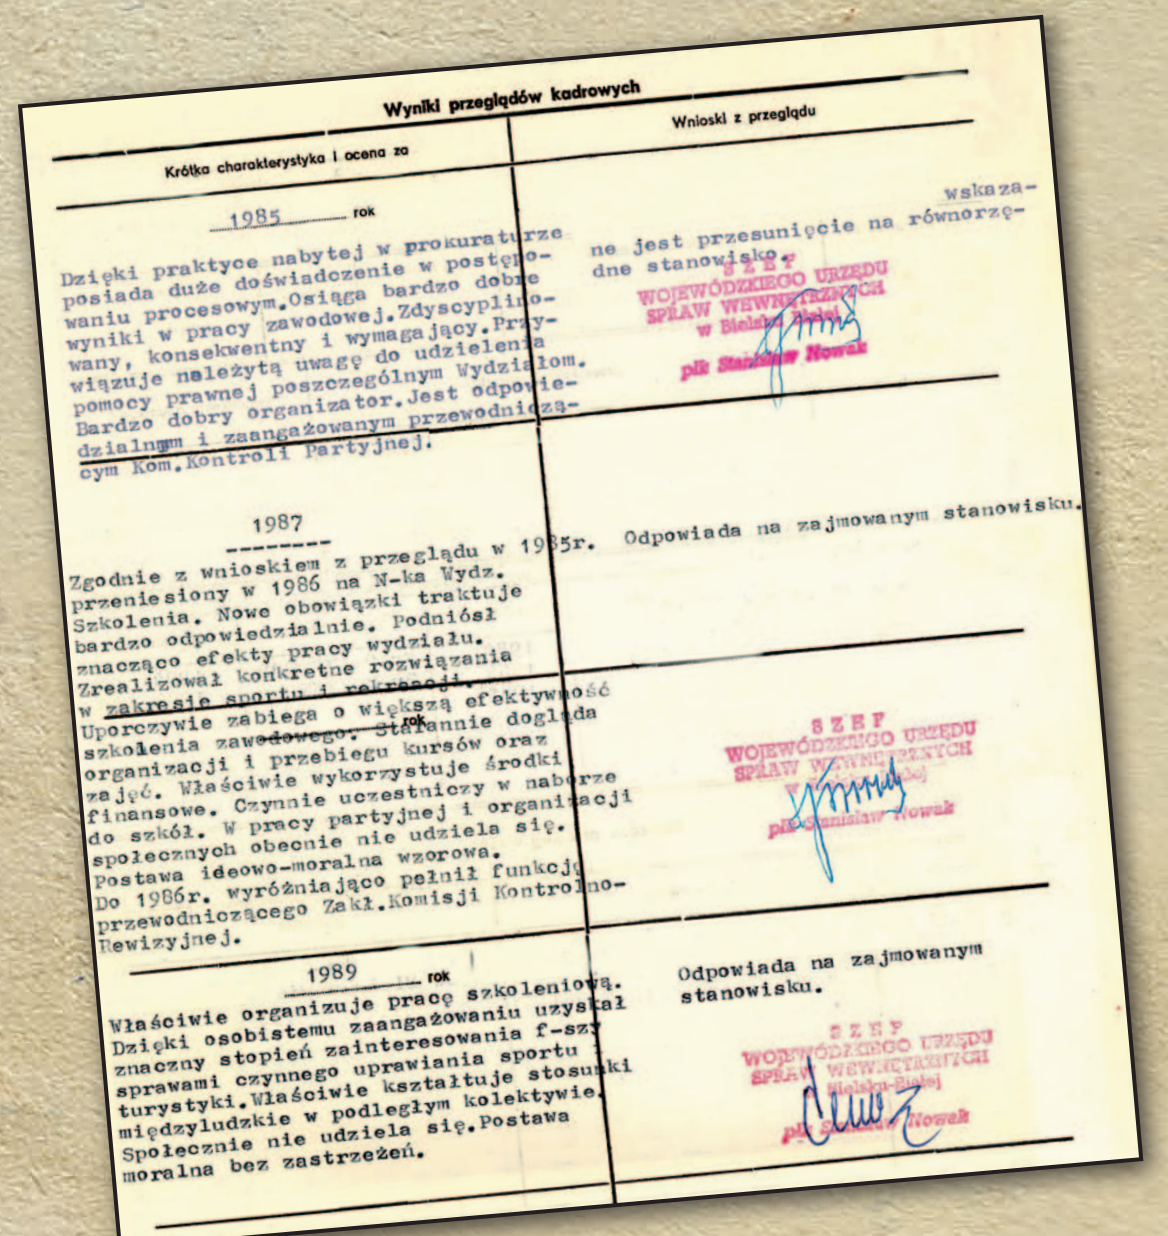 Wyniki przeglądów kadrowych
Krótka charakterystyka i ocena za
Wnioski z przeglądu
1985 rok
Dzięki praktyce nabytej w prokuraturze
posiada duże doświadczenie w postępo-
waniu procesowym.Osiąga bardzo dobre
wyniki w pracy zawodowej.Zdyscyplino-
wany, konsekwentny i wymagający.Przy-
wiązuje należytą uwagę do udzielenia
pomocy prawnej poszczególnym Wydziałom.
Bardzo dobry organizator.Jest odpowie-
dzialnym i zaangażowanym przewodniczą-
cym Kom.Kontroli Partyjnej.
wskaza-
ne jest przesunięcie na równorzę-
dne stanowisko.
SZEF
WOJEWÓDZKIEGO URZĘDU
SPRAW WEWNĘTRZNYCH
w Bielsku-Białej
płk Stanisław Nowak
1987
Zgodnie z wnioskiem z przeglądu w 1985r.
przeniesiony w 1986 na N-ka Wydz.
Szkolenia. Nowe obowiązki traktuje
bardzo odpowiedzialnie. Podniósł
znacząco efekty pracy wydziału.
Zrealizował konkretne rozwiązania
w zakresie sportu i rekreacji.
Uporczywie zabiega o większą efektywność
rok
szkolenia zawodowego. Starannie dogląda
organizacji i przebiegu kursów oraz
zajęć. Właściwie wykorzystuje środki
finansowe. Czynnie uczestniczy w naborze
do szkół. W pracy partyjnej i organizacji
społecznych obecnie nie udziela się.
Postawa ideowo-moralna wzorowa.
Do 1986r. wyróżniająco pełnił funkcję
przewodniczącego Zakł.Komisji Kontrolno-
Rewizyjnej.
Odpowiada na zajmowanym stanowisku.
SZEF
WOJEWÓDZKIEGO URZĘDU
SPRAW WEWNĘTRZNYCH
w Bielsku-Białej
płk Stanisław Nowak
1989 rok
Właściwie organizuje pracę szkoleniową.
Dzięki osobistemu zaangażowaniu uzyskał
znaczny stopień zainteresowania f-szy
sprawami czynnego uprawiania sportu i
turystyki.Właściwie kształtuje stosunki
międzyludzkie w podległym kolektywie.
Społecznie nie udziela się.Postawa
moralna bez zastrzeżeń.
Odpowiada na zajmowanym
stanowisku.
SZEF
WOJEWÓDZKIEGO URZĘDU
SPRAW WEWNĘTRZNYCH
w Bielsku-Białej
płk Stanisław Nowak